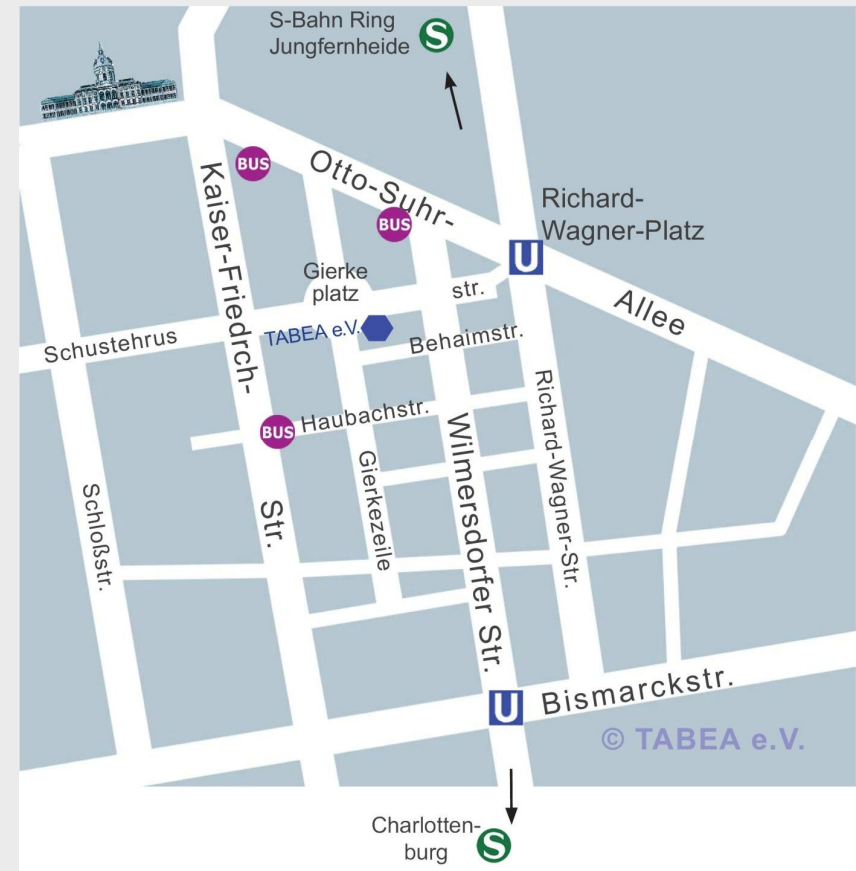 S-Bahn Ring
Jungfernheide
S
BUS
Otto-Suhr-
BUS
Kaiser-Friedrch-
Richard-
Wagner-Platz
U
Allee
Gierke
platz
str.
TABEA e.V.
Behaimstr.
Schustehrus
BUS
Haubachstr.
Richard-Wagner-Str.
Wilmersdorfer Str.
Gierkezeile
Schloßstr.
Str.
U
Bismarckstr.
© TABEA e.V.
Charlotten-
burg
S